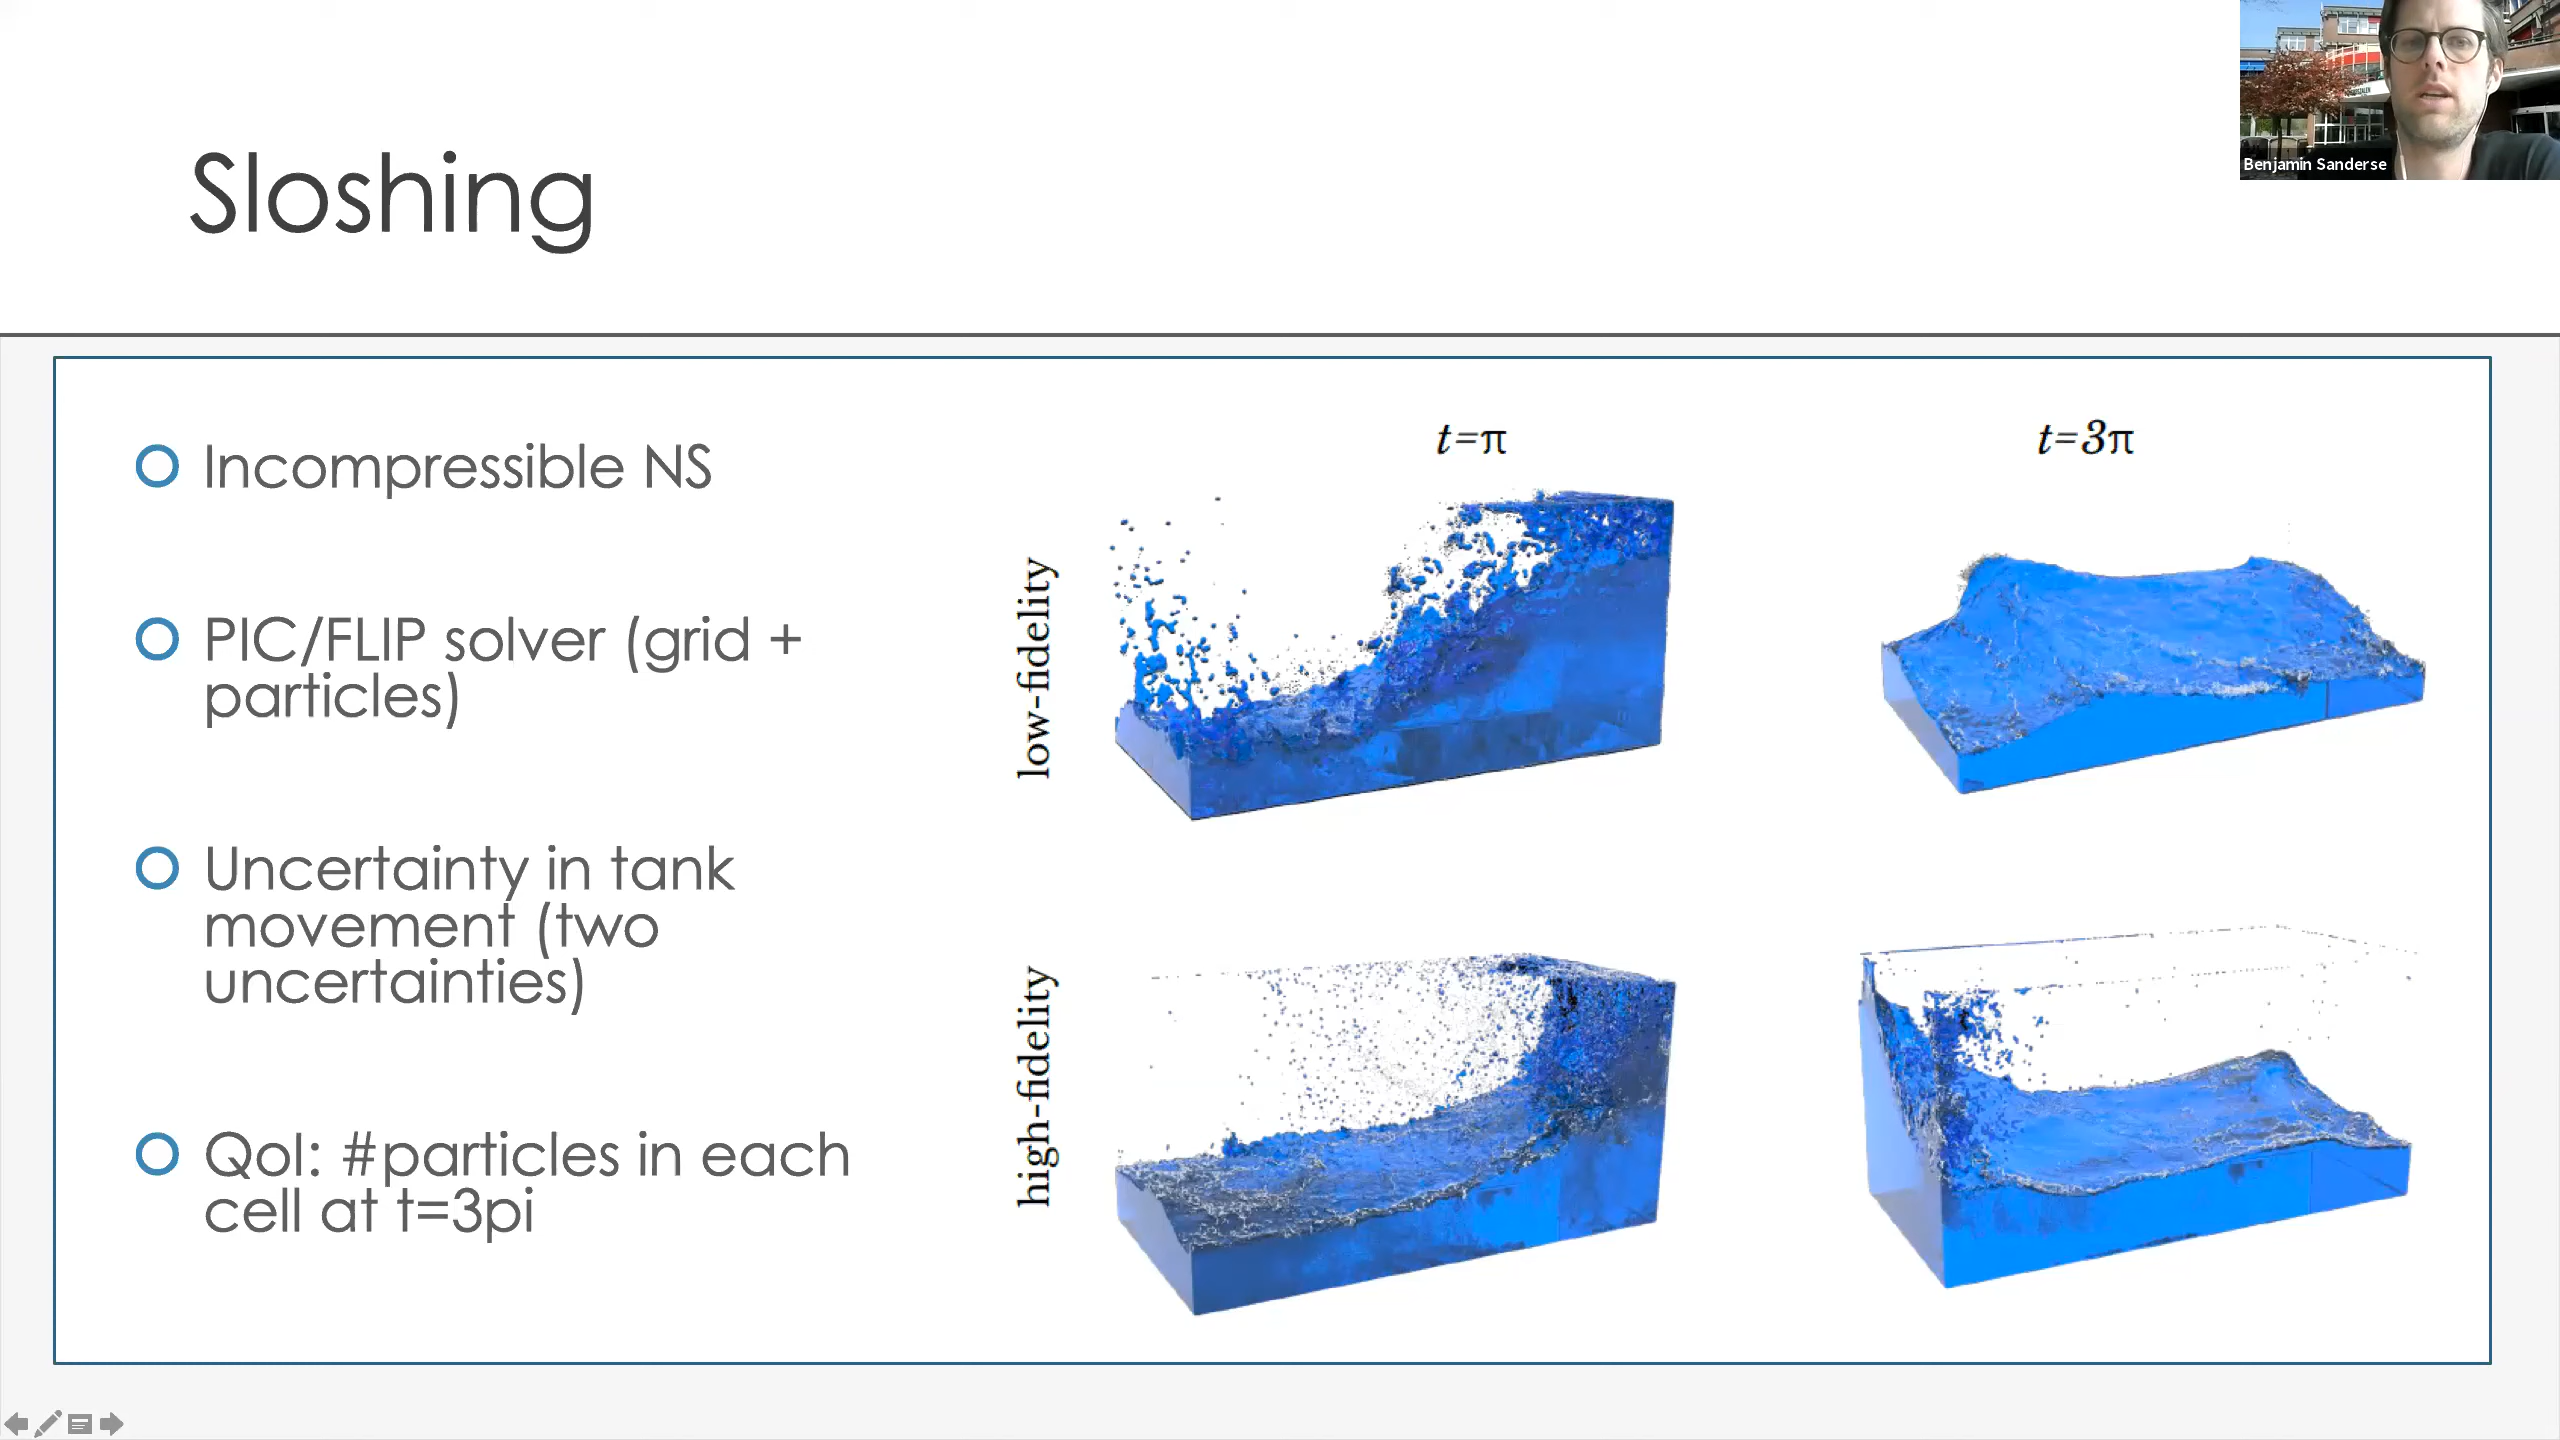 Sloshing
Benjamin Sanderse
Incompressible NS
PIC/FLIP solver (grid +
particles)
Uncertainty in tank
movement (two
uncertainties)
QoI: #particles in each
cell at t=3pi
t=π
t=3π
low-fidelity
high-fidelity